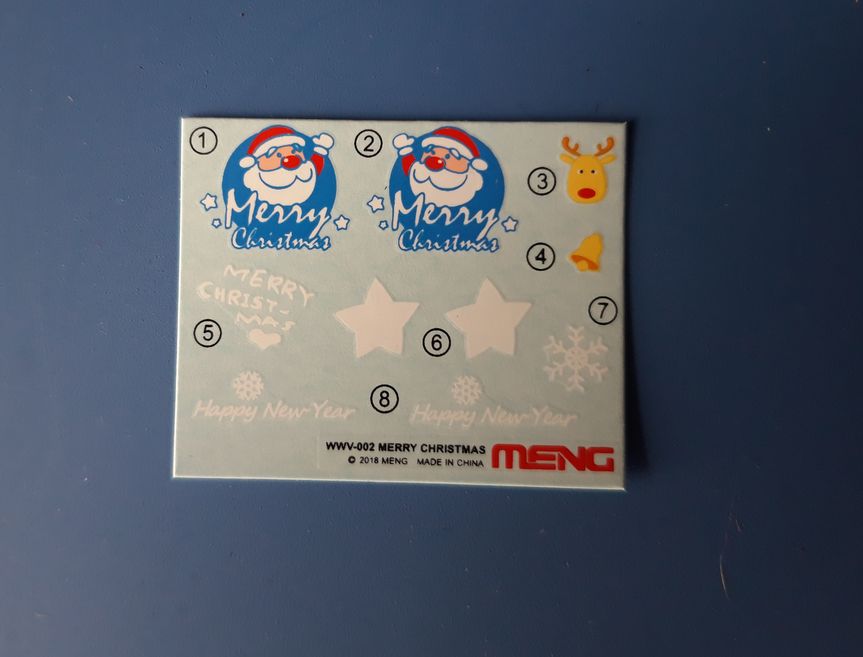 1
2
Merry
Christmas
Merry
Christmas
3
4
MERRY
CHRIST-
MAS
5
6
7
8
Happy New Year
Happy New Year
WWV-002 MERRY CHRISTMAS
© 2018 MENG MADE IN CHINA
MENG